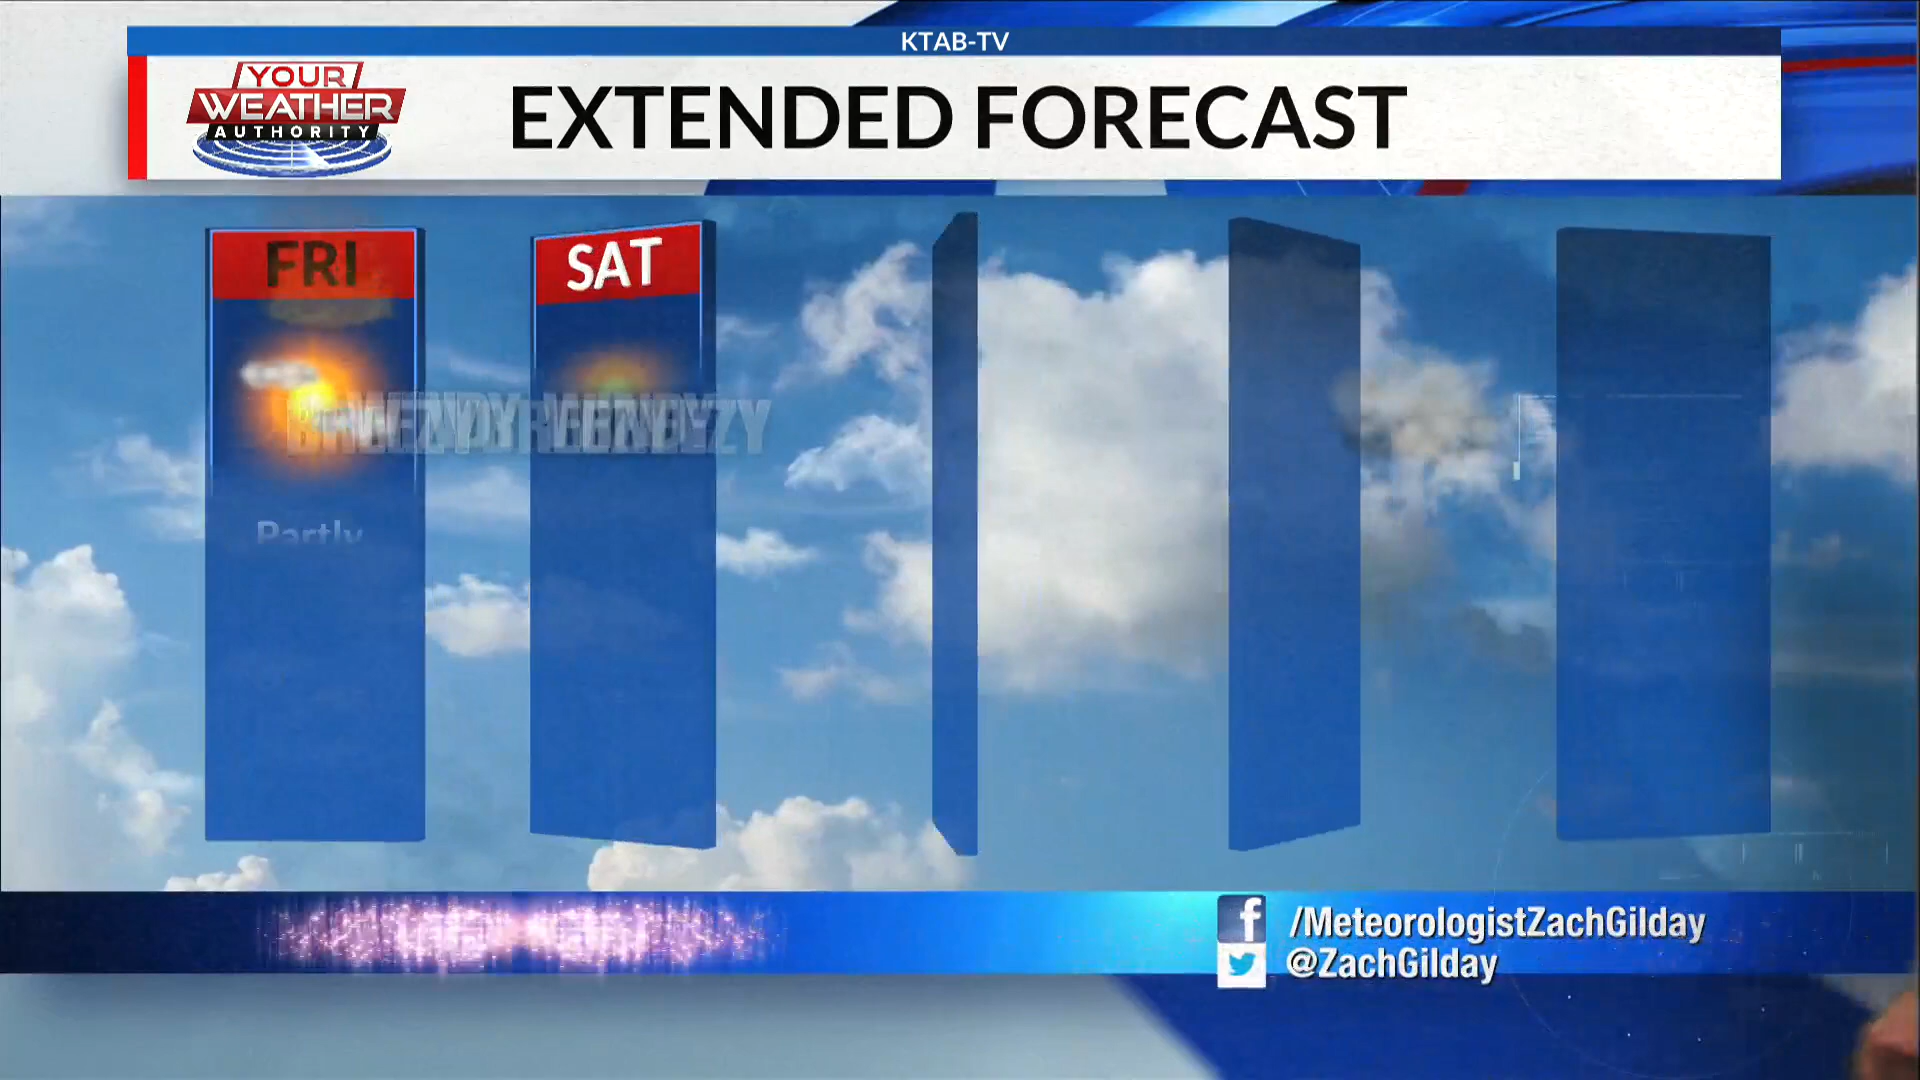 KTAB-TV
YOUR
WEATHER
AUTHORITY
EXTENDED FORECAST
FRI
SAT
Partly
/MeteorologistZachGilday
@ZachGilday